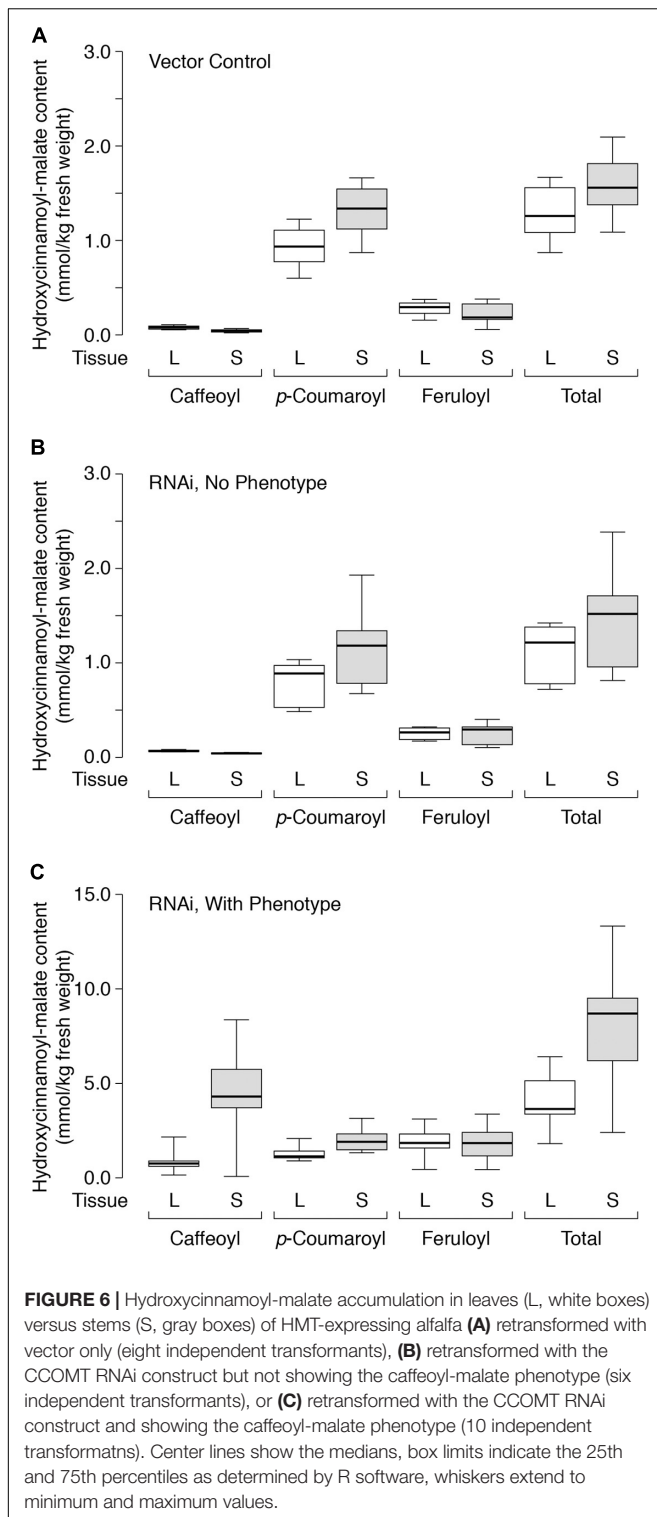 A
Vector Control
Hydroxycinnamoyl-malate content
(mmol/kg fresh weight)
3.0
2.0
1.0
0.0
Tissue L S L S L S L S
Caffeoyl p-Coumaroyl Feruloyl Total
B
RNAi, No Phenotype
Hydroxycinnamoyl-malate content
(mmol/kg fresh weight)
3.0
2.0
1.0
0.0
Tissue L S L S L S L S
Caffeoyl p-Coumaroyl Feruloyl Total
C
RNAi, With Phenotype
Hydroxycinnamoyl-malate content
(mmol/kg fresh weight)
15.0
10.0
5.0
0.0
Tissue L S L S L S L S
Caffeoyl p-Coumaroyl Feruloyl Total
FIGURE 6 | Hydroxycinnamoyl-malate accumulation in leaves (L, white boxes)
versus stems (S, gray boxes) of HMT-expressing alfalfa (A) retransformed with
vector only (eight independent transformants), (B) retransformed with the
CCOMT RNAi construct but not showing the caffeoyl-malate phenotype (six
independent transformants), or (C) retransformed with the CCOMT RNAi
construct and showing the caffeoyl-malate phenotype (10 independent
transformatns). Center lines show the medians, box limits indicate the 25th
and 75th percentiles as determined by R software, whiskers extend to
minimum and maximum values.